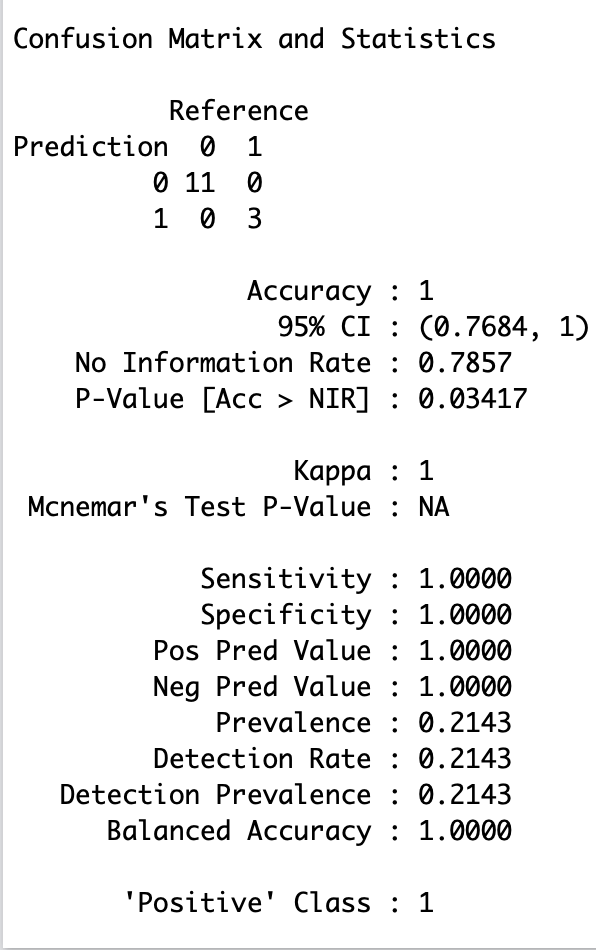 Confusion Matrix and Statistics
Reference
Prediction 0 1
0 11 0
1 0 3
Accuracy : 1
95% CI : (0.7684, 1)
No Information Rate : 0.7857
P-Value [Acc > NIR] : 0.03417
Kappa : 1
Mcnemar's Test P-Value : NA
Sensitivity : 1.0000
Specificity : 1.0000
Pos Pred Value : 1.0000
Neg Pred Value : 1.0000
Prevalence : 0.2143
Detection Rate : 0.2143
Detection Prevalence : 0.2143
Balanced Accuracy : 1.0000
'Positive' Class : 1